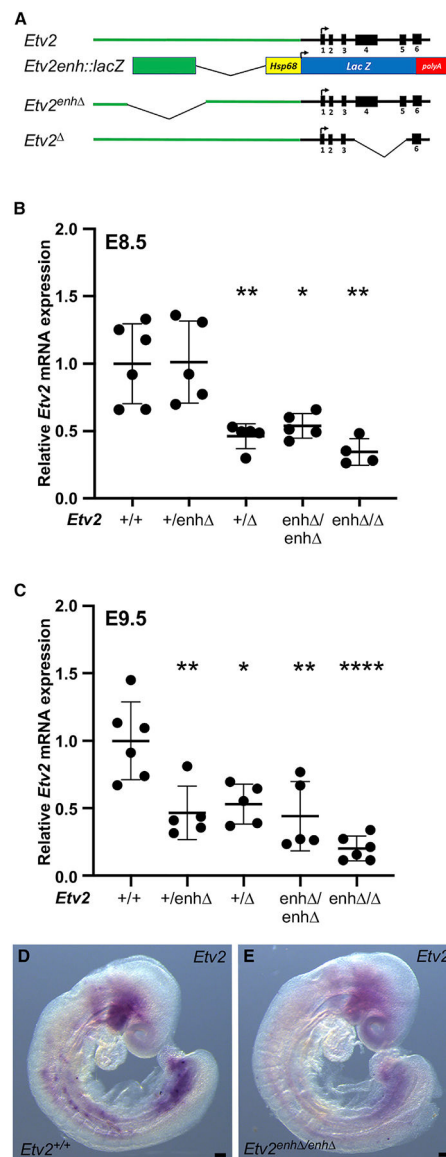 A
Etv2
1 2 3 4 5 6
Etv2enh::lacZ
Hsp68 Lac Z polyA
Etv2enhΔ
1 2 3 4 5 6
Etv2Δ
1 2 3 6
B
E8.5
Relative Etv2 mRNA expression
2.0
1.5
1.0
0.5
0.0
** * **
Etv2 +/+ +/enhΔ +/Δ enhΔ/ enhΔ/Δ
enhΔ
C
E9.5
Relative Etv2 mRNA expression
2.0
1.5
1.0
0.5
0.0
** * ** ****
Etv2 +/+ +/enhΔ +/Δ enhΔ/ enhΔ/Δ
enhΔ
D Etv2
Etv2+/+
E Etv2
Etv2enhΔ/enhΔ